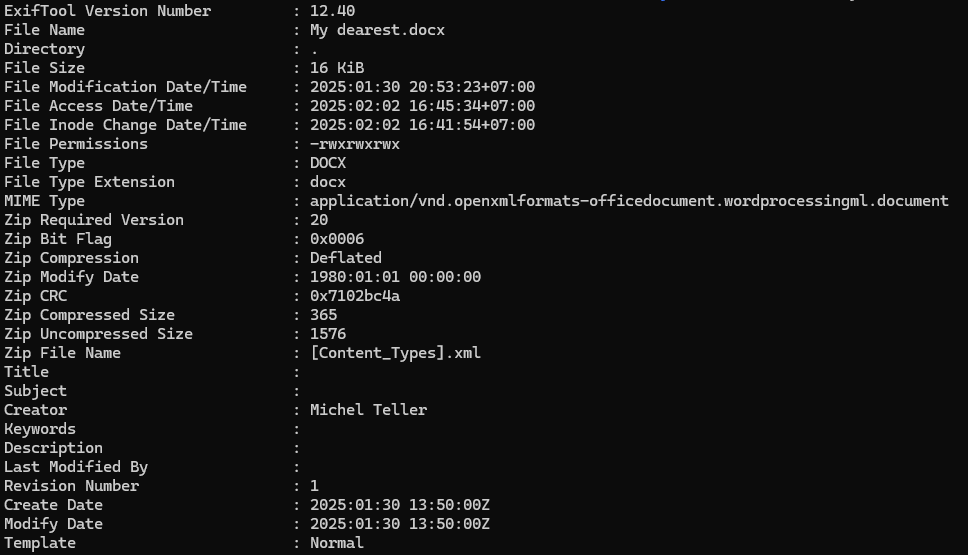 ExifTool Version Number         : 12.40
File Name                       : My dearest.docx
Directory                       : .
File Size                       : 16 KiB
File Modification Date/Time     : 2025:01:30 20:53:23+07:00
File Access Date/Time           : 2025:02:02 16:45:34+07:00
File Inode Change Date/Time     : 2025:02:02 16:41:54+07:00
File Permissions                : -rwxrwxrwx
File Type                       : DOCX
File Type Extension             : docx
MIME Type                       : application/vnd.openxmlformats-officedocument.wordprocessingml.document
Zip Required Version            : 20
Zip Bit Flag                    : 0x0006
Zip Compression                 : Deflated
Zip Modify Date                 : 1980:01:01 00:00:00
Zip CRC                         : 0x7102bc4a
Zip Compressed Size             : 365
Zip Uncompressed Size           : 1576
Zip File Name                   : [Content_Types].xml
Title                           :
Subject                         :
Creator                         : Michel Teller
Keywords                        :
Description                     :
Last Modified By                :
Revision Number                 : 1
Create Date                     : 2025:01:30 13:50:00Z
Modify Date                     : 2025:01:30 13:50:00Z
Template                        : Normal